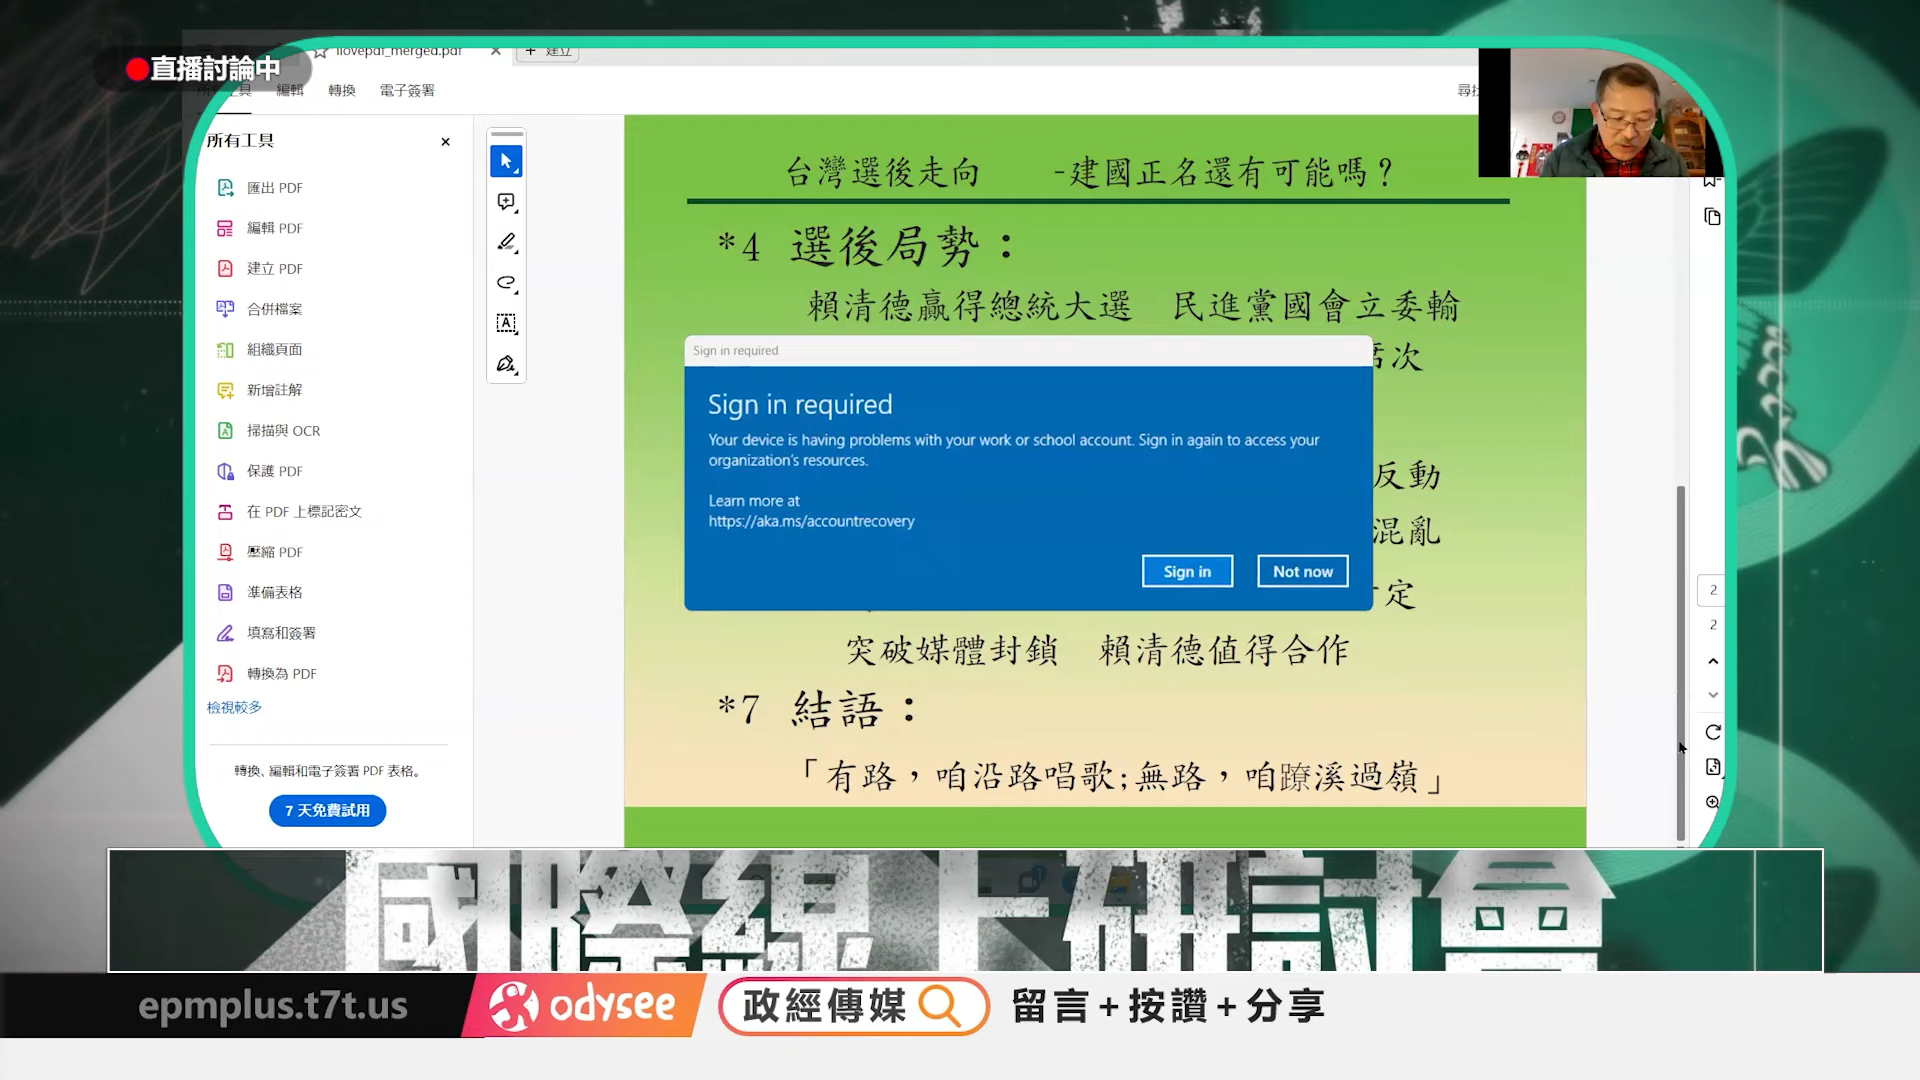 直播討論中
ilovepdf_merged.pdf
建立
編輯 轉換 電子簽署
所有工具
匯出 PDF
編輯 PDF
建立 PDF
合併檔案
組織頁面
新增註解
掃描與 OCR
保護 PDF
在 PDF 上標記密文
壓縮 PDF
準備表格
填寫和簽署
轉換為 PDF
檢視較多
轉換、編輯和電子簽署 PDF 表格。
7 天免費試用
台灣選後走向 -建國正名還有可能嗎？
*4 選後局勢：
賴清德贏得總統大選 民進黨國會立委輸
席次
Sign in required
Sign in required
Your device is having problems with your work or school account. Sign in again to access your
organization's resources.
Learn more at
https://aka.ms/accountrecovery
Sign in
Not now
反動
混亂
定
突破媒體封鎖 賴清德值得合作
*7 結語：
「有路，咱沿路唱歌;無路，咱蹽溪過嶺」
2
2
國際線上研討會
epmplus.t7t.us
odysee
政經傳媒
留言+按讚+分享